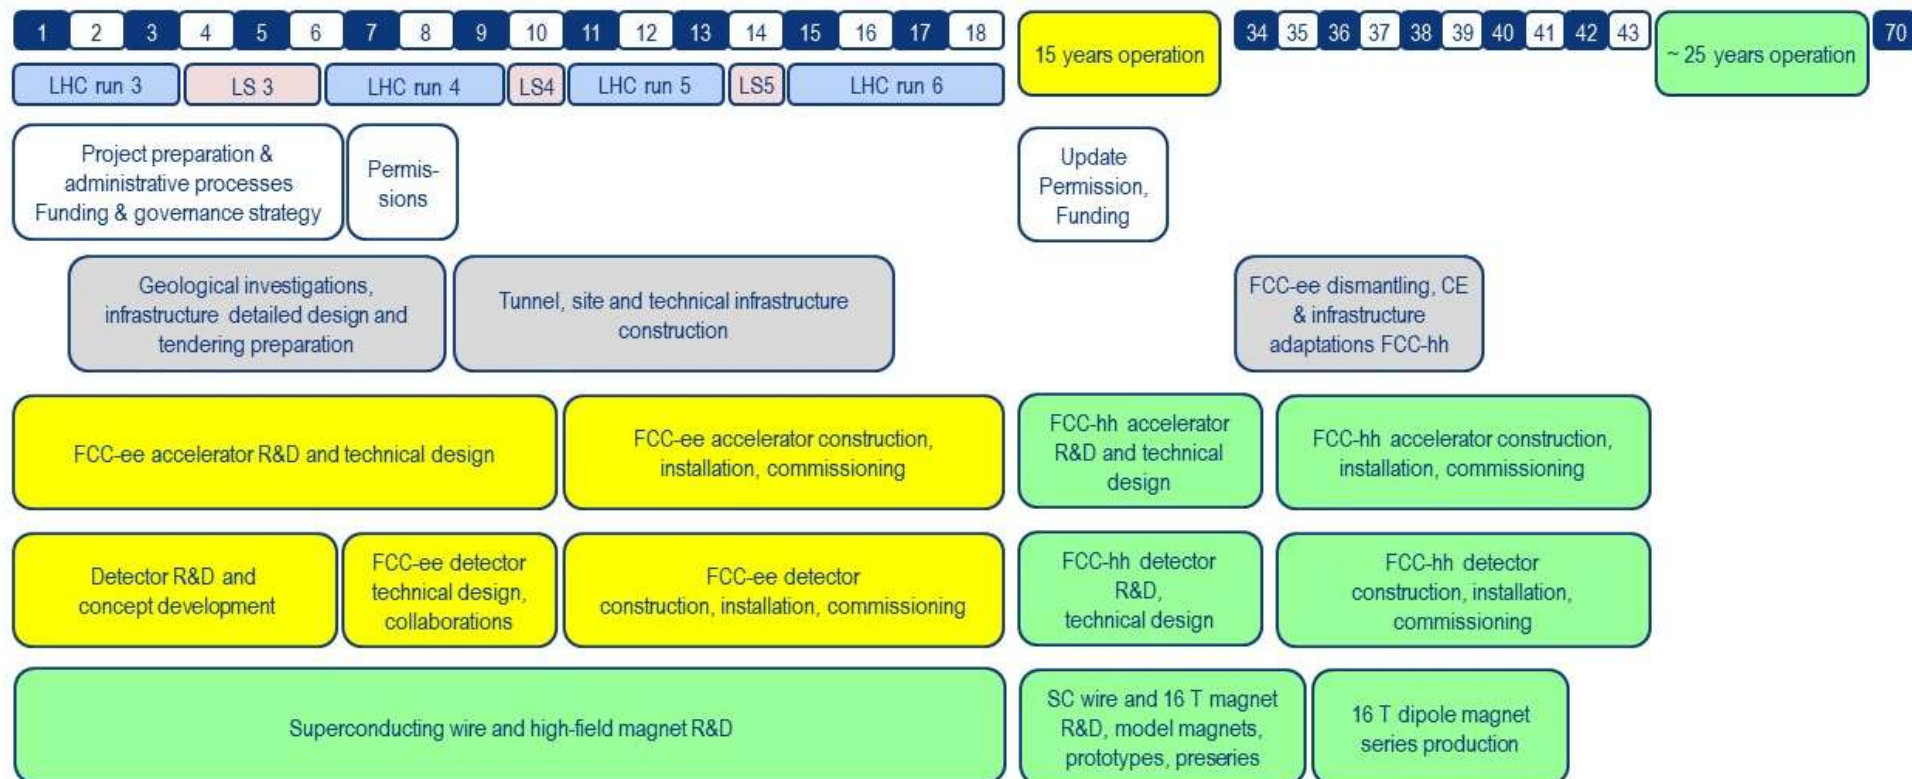 1 2 3 4 5 6 7 8 9 10 11 12 13 14 15 16 17 18
15 years operation
34 35 36 37 38 39 40 41 42 43
~ 25 years operation
70
LHC run 3
LS 3
LHC run 4
LS4
LHC run 5
LS5
LHC run 6
Project preparation &
administrative processes
Funding & governance strategy
Permis-
sions
Update
Permission,
Funding
Geological investigations,
infrastructure detailed design and
tendering preparation
Tunnel, site and technical infrastructure
construction
FCC-ee dismantling, CE
& infrastructure
adaptations FCC-hh
FCC-ee accelerator R&D and technical design
FCC-ee accelerator construction,
installation, commissioning
FCC-hh accelerator
R&D and technical
design
FCC-hh accelerator construction,
installation, commissioning
Detector R&D and
concept development
FCC-ee detector
technical design,
collaborations
FCC-ee detector
construction, installation, commissioning
FCC-hh detector
R&D,
technical design
FCC-hh detector
construction, installation,
commissioning
Superconducting wire and high-field magnet R&D
SC wire and 16 T magnet
R&D, model magnets,
prototypes, preseries
16 T dipole magnet
series production